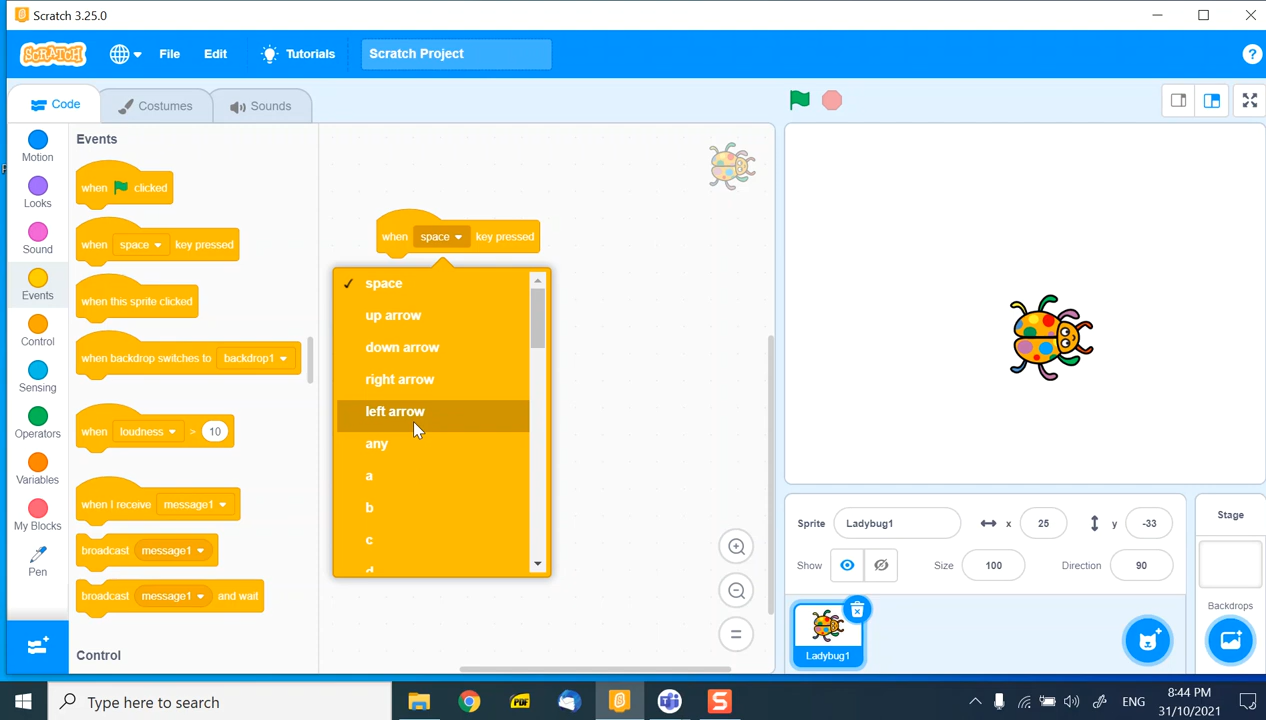 Scratch 3.25.0
SCRATCH File Edit Tutorials Scratch Project ?
Code Costumes Sounds
Events
Motion
Looks
Sound
Events
Control
Sensing
Operators
Variables
My Blocks
Pen
when clicked
when space key pressed
when this sprite clicked
when backdrop switches to backdrop1
when loudness > 10
when I receive message1
broadcast message1
broadcast message1 and wait
Control
when space key pressed
✓ space
up arrow
down arrow
right arrow
left arrow
any
a
b
c
d
Sprite Ladybug1 x 25 y -33
Show Size 100 Direction 90
Ladybug1
Stage
Backdrops
Type here to search
PDF
S
ENG
8:44 PM
31/10/2021